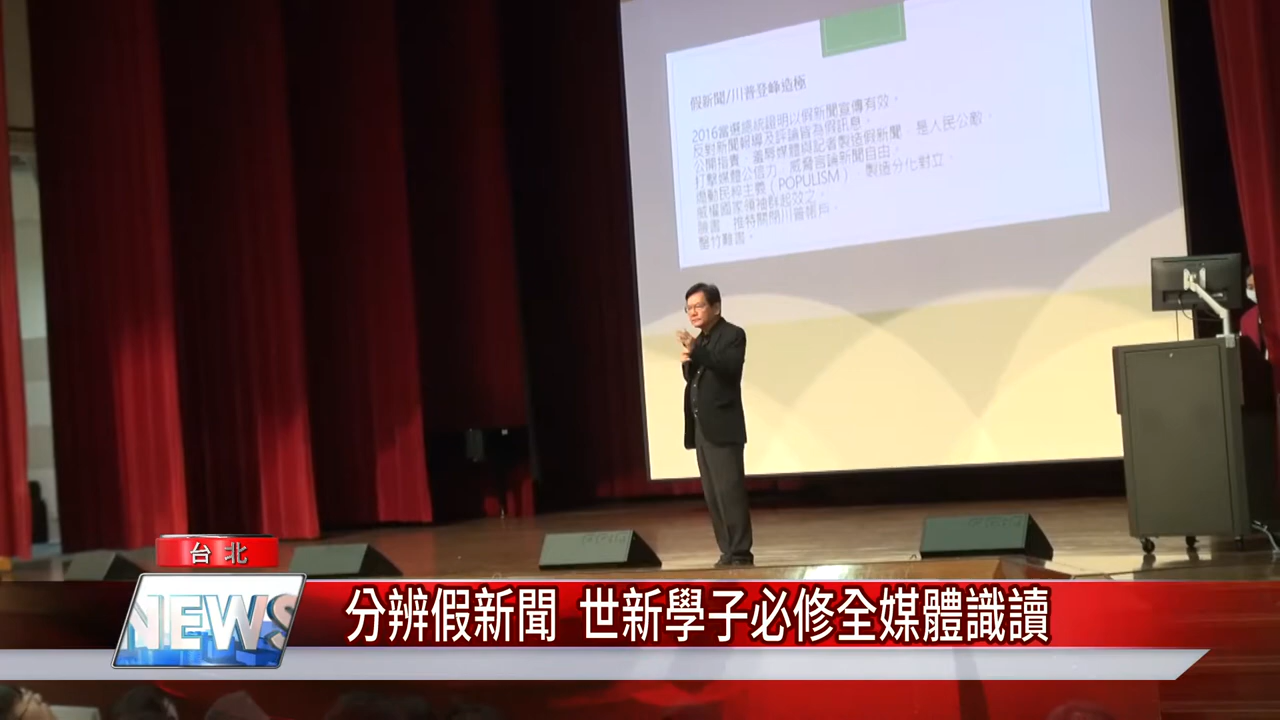 假新聞/川普登峰造極
2016當選總統證明以假新聞宣傳有效。
反對新聞報導及評論皆為假訊息。
公開指責、羞辱媒體與記者製造假新聞、是人民公敵。
打擊媒體公信力，威脅言論新聞自由。
煽動民粹主義（POPULISM），製造分化對立。
威權國家領袖群起效之。
臉書、推特關閉川普帳戶。
罄竹難書。
台北
NEWS
分辨假新聞 世新學子必修全媒體識讀